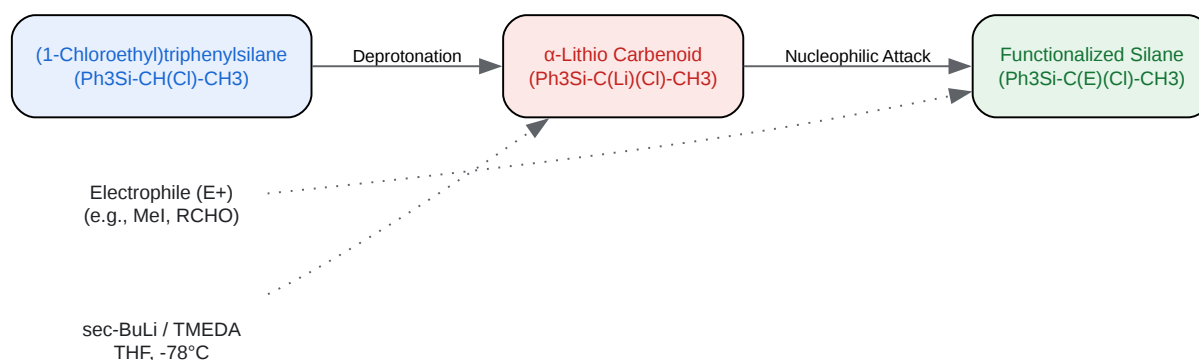 (1-Chloroethyl)triphenylsilane
(Ph3Si-CH(Cl)-CH3)
Deprotonation
α-Lithio Carbenoid
(Ph3Si-C(Li)(Cl)-CH3)
Nucleophilic Attack
Functionalized Silane
(Ph3Si-C(E)(Cl)-CH3)
Electrophile (E+)
(e.g., MeI, RCHO)
sec-BuLi / TMEDA
THF, -78°C